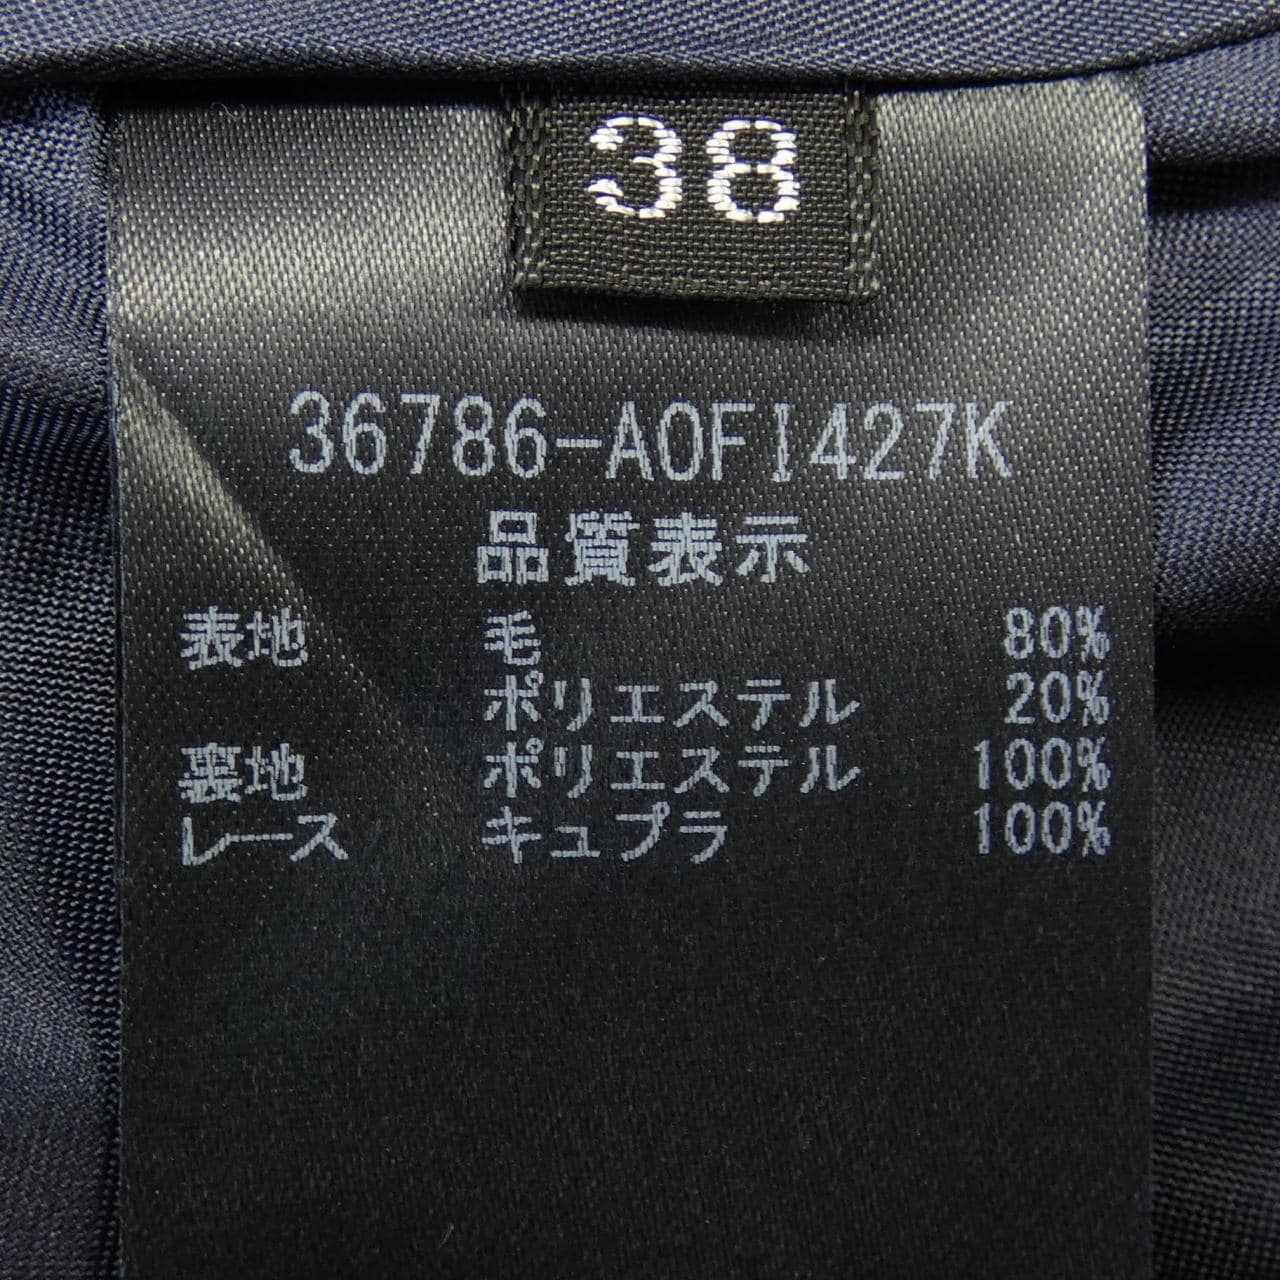 38
36786-A0FI427K
品質表示
表地 毛 80%
ポリエステル 20%
裏地 ポリエステル 100%
レース キュプラ 100%